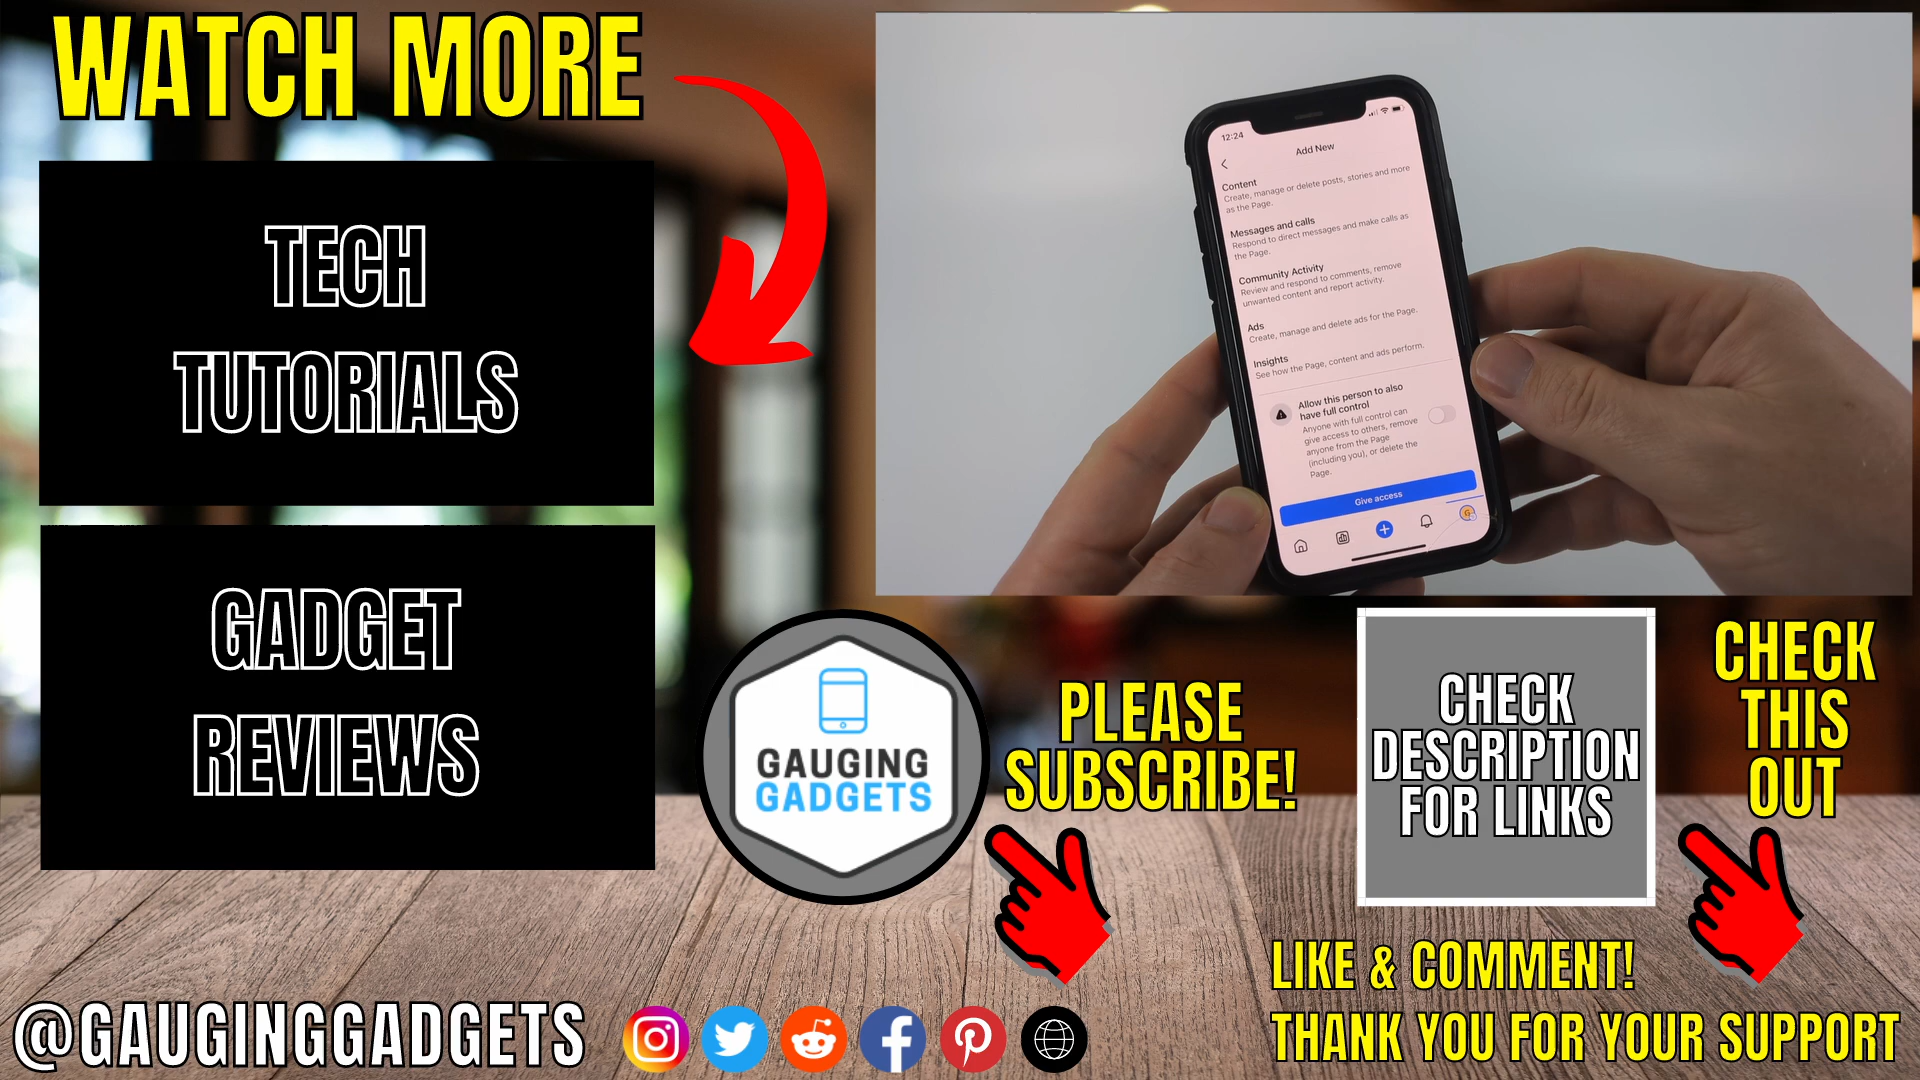 WATCH MORE
TECH
TUTORIALS
GADGET
REVIEWS
12:24
Add New
Content
Create, manage or delete posts, stories and more
as the Page.
Messages and calls
Respond to direct messages and make calls as
the Page.
Community Activity
Review and respond to comments, remove
unwanted content and report activity.
Ads
Create, manage and delete ads for the Page.
Insights
See how the Page, content and ads perform.
Allow this person to also
have full control
Anyone with full control can
give access to others, remove
anyone from the Page
(including you), or delete the
Page.
Give access
G
GAUGING
GADGETS
PLEASE
SUBSCRIBE!
CHECK
DESCRIPTION
FOR LINKS
CHECK
THIS
OUT
LIKE & COMMENT!
THANK YOU FOR YOUR SUPPORT
@GAUGINGGADGETS